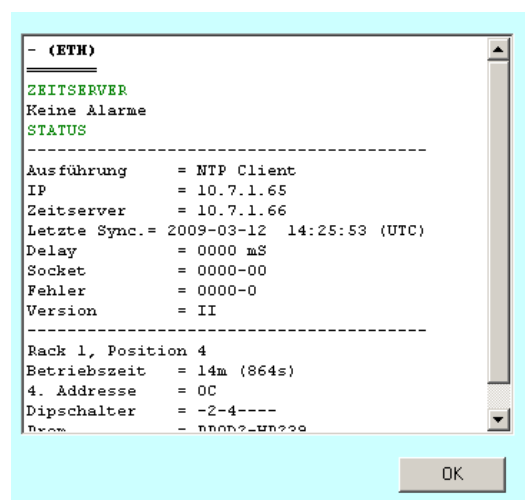 - (ETH)
ZEITSERVER
Keine Alarme
STATUS
----------------------------------------
Ausführung = NTP Client
IP = 10.7.1.65
Zeitserver = 10.7.1.66
Letzte Sync.= 2009-03-12 14:25:53 (UTC)
Delay = 0000 mS
Socket = 0000-00
Fehler = 0000-0
Version = II
----------------------------------------
Rack 1, Position 4
Betriebszeit = 14m (864s)
4. Addresse = 0C
Dipschalter = -2-4----
OK